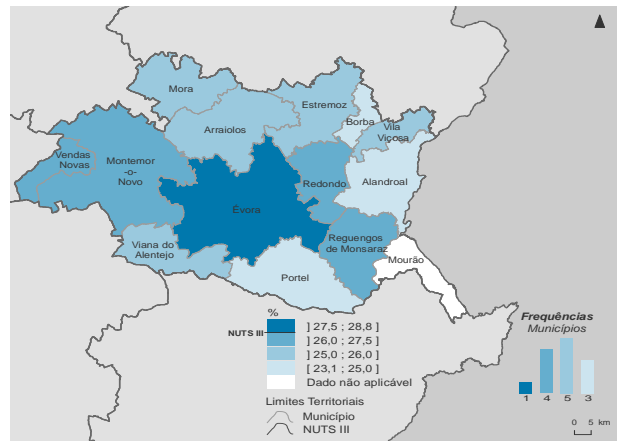 Mora
Estremoz
Borba
Arraiolos
Vila
Viçosa
Vendas
Novas
Montemor
-o-
Novo
Redondo
Alandroal
Évora
Reguengos
de Monsaraz
Viana do
Alentejo
Mourão
Portel
%
NUTS III
] 27,5 ; 28,8 ]
] 26,0 ; 27,5 ]
] 25,0 ; 26,0 ]
[ 23,1 ; 25,0 ]
Dado não aplicável
Limites Territoriais
Município
NUTS III
Frequências
Municípios
1 4 5 3
0 5 km